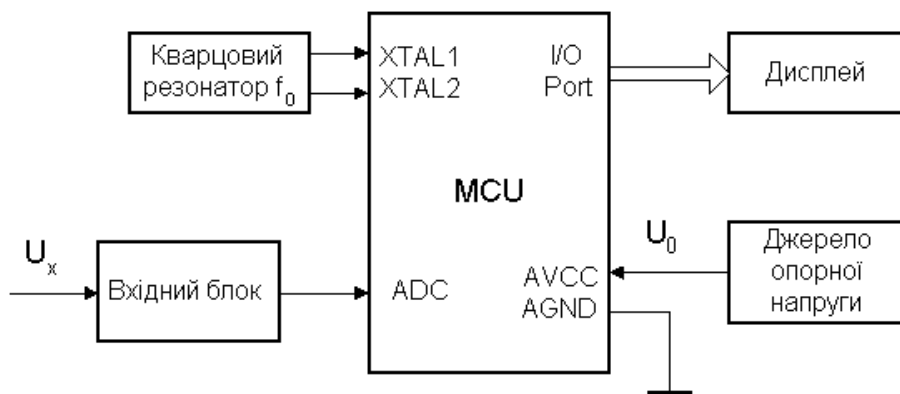 Кварцовий
резонатор f₀
XTAL1
XTAL2
I/O
Port
Дисплей
MCU
Uₓ
Вхідний блок
ADC
U₀
AVCC
AGND
Джерело
опорної
напруги